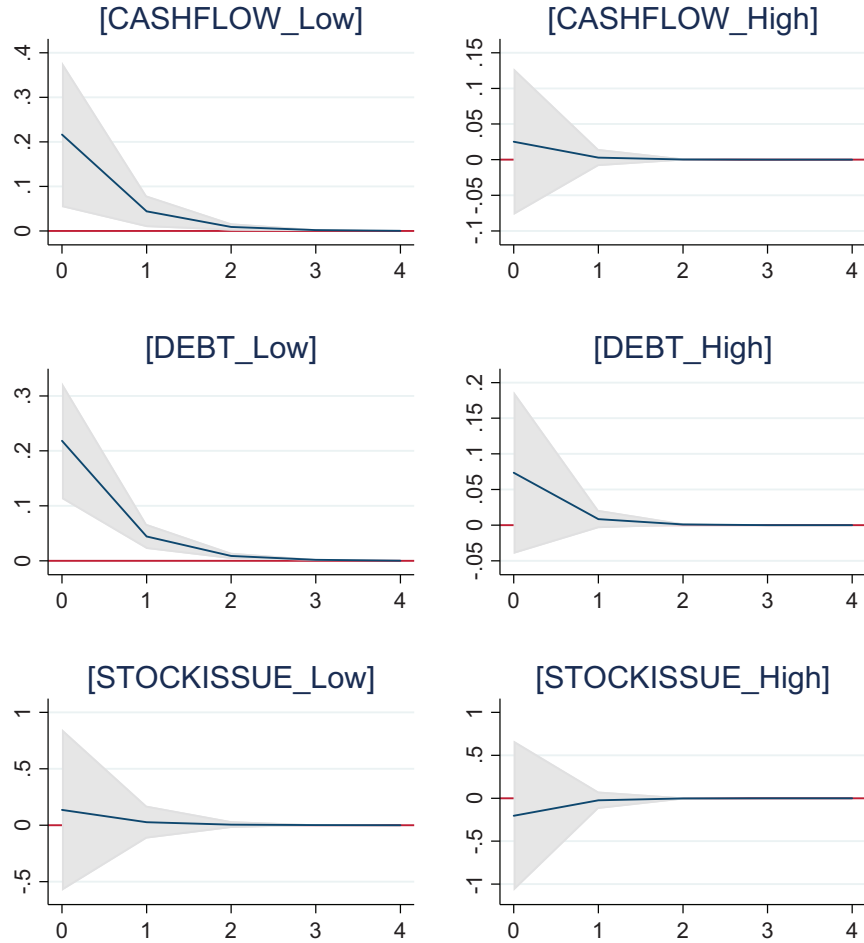 [CASHFLOW_Low]
.4
.3
.2
.1
0
0 1 2 3 4
[CASHFLOW_High]
.15
.1
.05
0
-.05
-.1
0 1 2 3 4
[DEBT_Low]
.3
.2
.1
0
0 1 2 3 4
[DEBT_High]
.2
.15
.1
.05
0
-.05
0 1 2 3 4
[STOCKISSUE_Low]
1
.5
0
-.5
0 1 2 3 4
[STOCKISSUE_High]
1
.5
0
-.5
-1
0 1 2 3 4